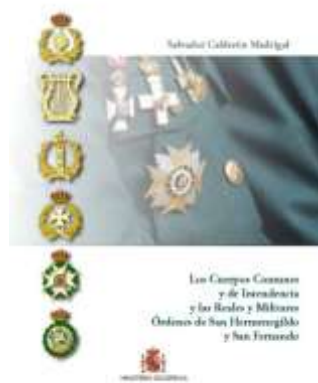 Salvador Calderón Madrigal
Los Cuerpos Comunes
y de Intendencia
y las Reales y Militares
Órdenes de San Hermenegildo
y San Fernando
MINISTERIO DE DEFENSA